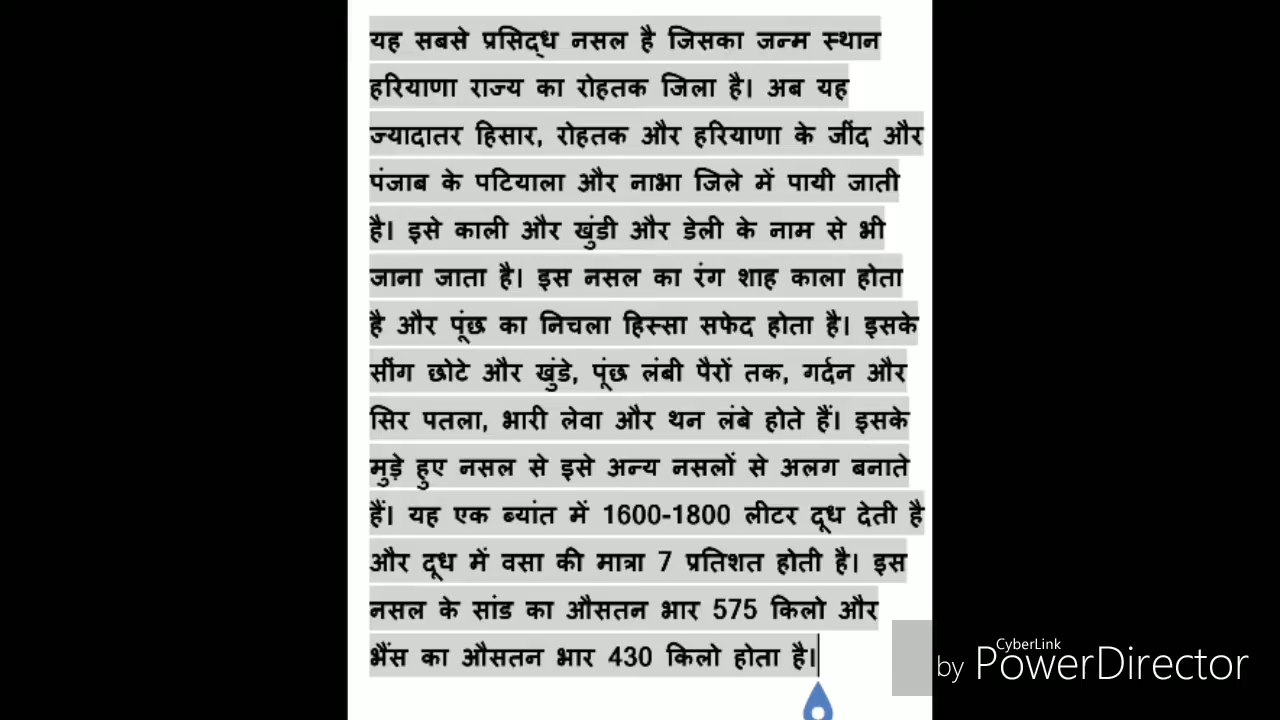 यह सबसे प्रसिद्ध नसल है जिसका जन्म स्थान
हरियाणा राज्य का रोहतक जिला है। अब यह
ज्यादातर हिसार, रोहतक और हरियाणा के जींद और
पंजाब के पटियाला और नाभा जिले में पायी जाती
है। इसे काली और खुंडी और डेली के नाम से भी
जाना जाता है। इस नसल का रंग शाह काला होता
है और पूंछ का निचला हिस्सा सफेद होता है। इसके
सींग छोटे और खुंडे, पूंछ लंबी पैरों तक, गर्दन और
सिर पतला, भारी लेवा और थन लंबे होते हैं। इसके
मुड़े हुए नसल से इसे अन्य नसलों से अलग बनाते
हैं। यह एक ब्यांत में 1600-1800 लीटर दूध देती है
और दूध में वसा की मात्रा 7 प्रतिशत होती है। इस
नसल के सांड का औसतन भार 575 किलो और
भैंस का औसतन भार 430 किलो होता है।
CyberLink
by PowerDirector